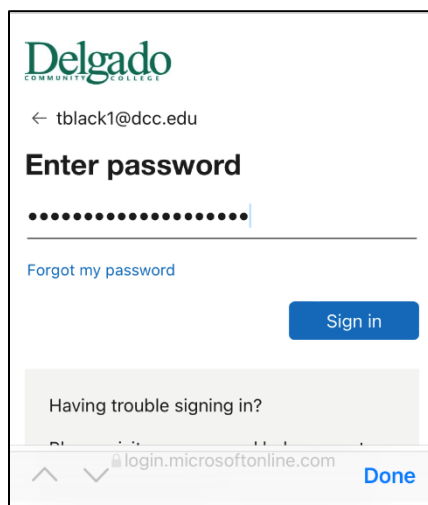 Delgado
COMMUNITY COLLEGE
← tblack1@dcc.edu
Enter password
••••••••••••••••••••
Forgot my password
Sign in
Having trouble signing in?
login.microsoftonline.com
Done